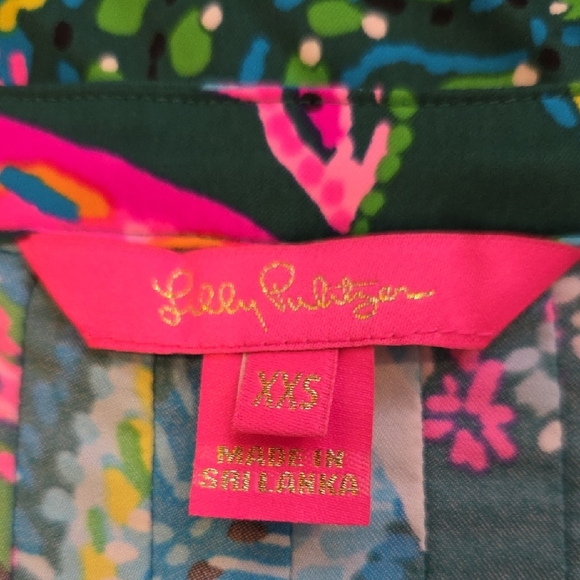 Lilly Pulitzer
XXS
MADE IN
SRI LANKA